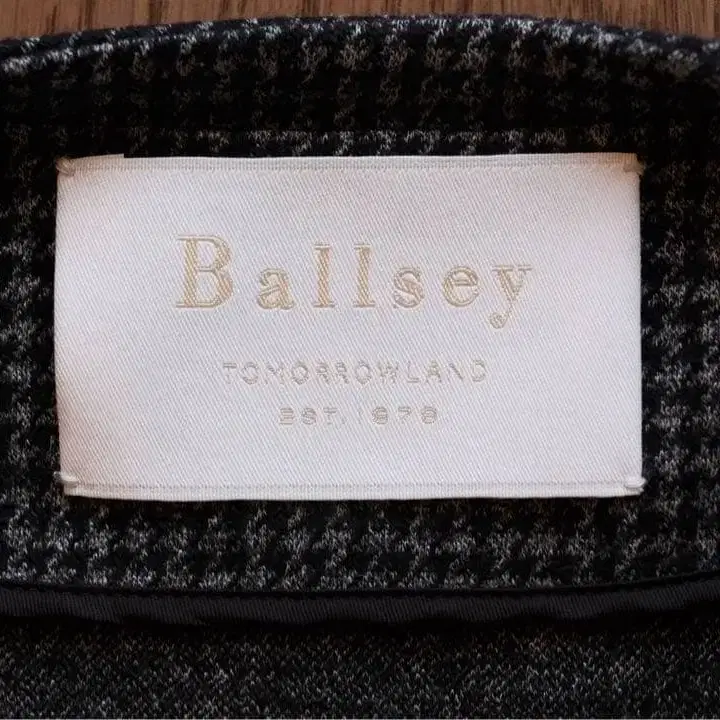 Ballsey
TOMORROWLAND
EST. 1978